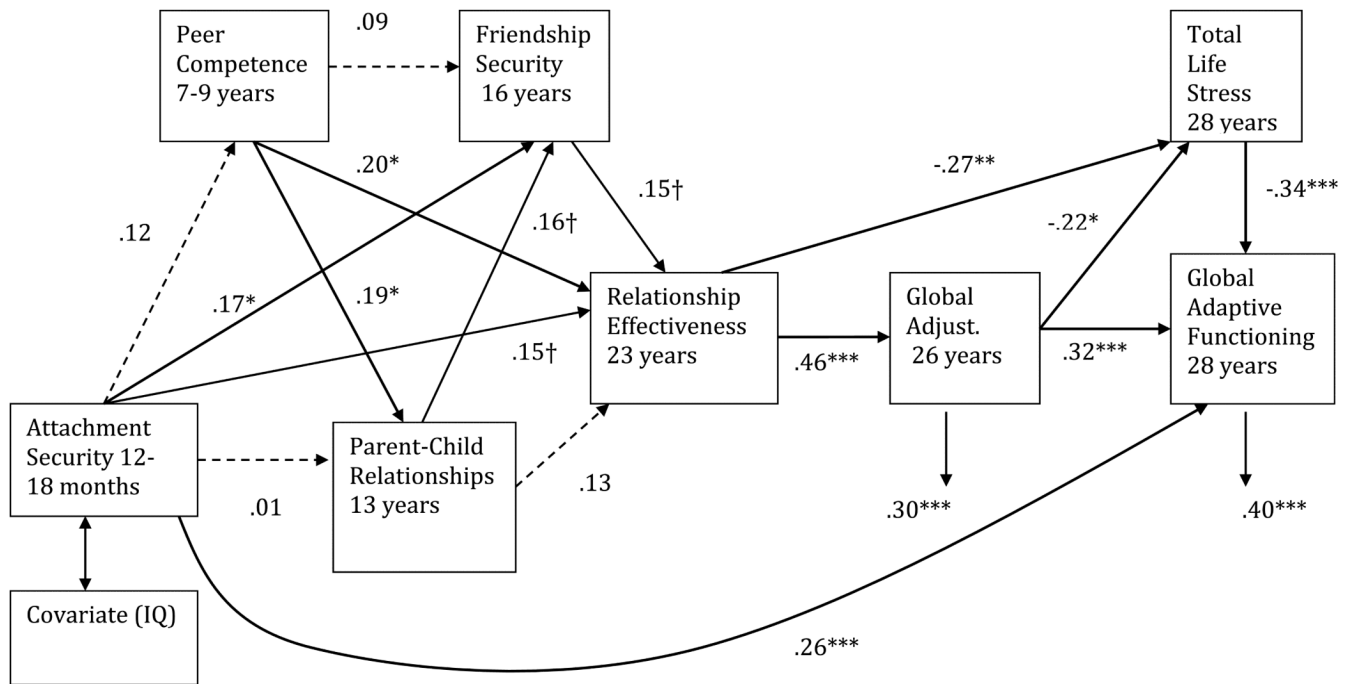 Peer
Competence
7-9 years
.09
Friendship
Security
16 years
Total
Life
Stress
28 years
.20*
-.27**
.15†
-.34***
.12
.16†
-.22*
.17*
.19*
Relationship
Effectiveness
23 years
Global
Adjust.
26 years
Global
Adaptive
Functioning
28 years
.15†
.46***
.32***
Attachment
Security 12-
18 months
Parent-Child
Relationships
13 years
.01
.13
.30***
.40***
Covariate (IQ)
.26***